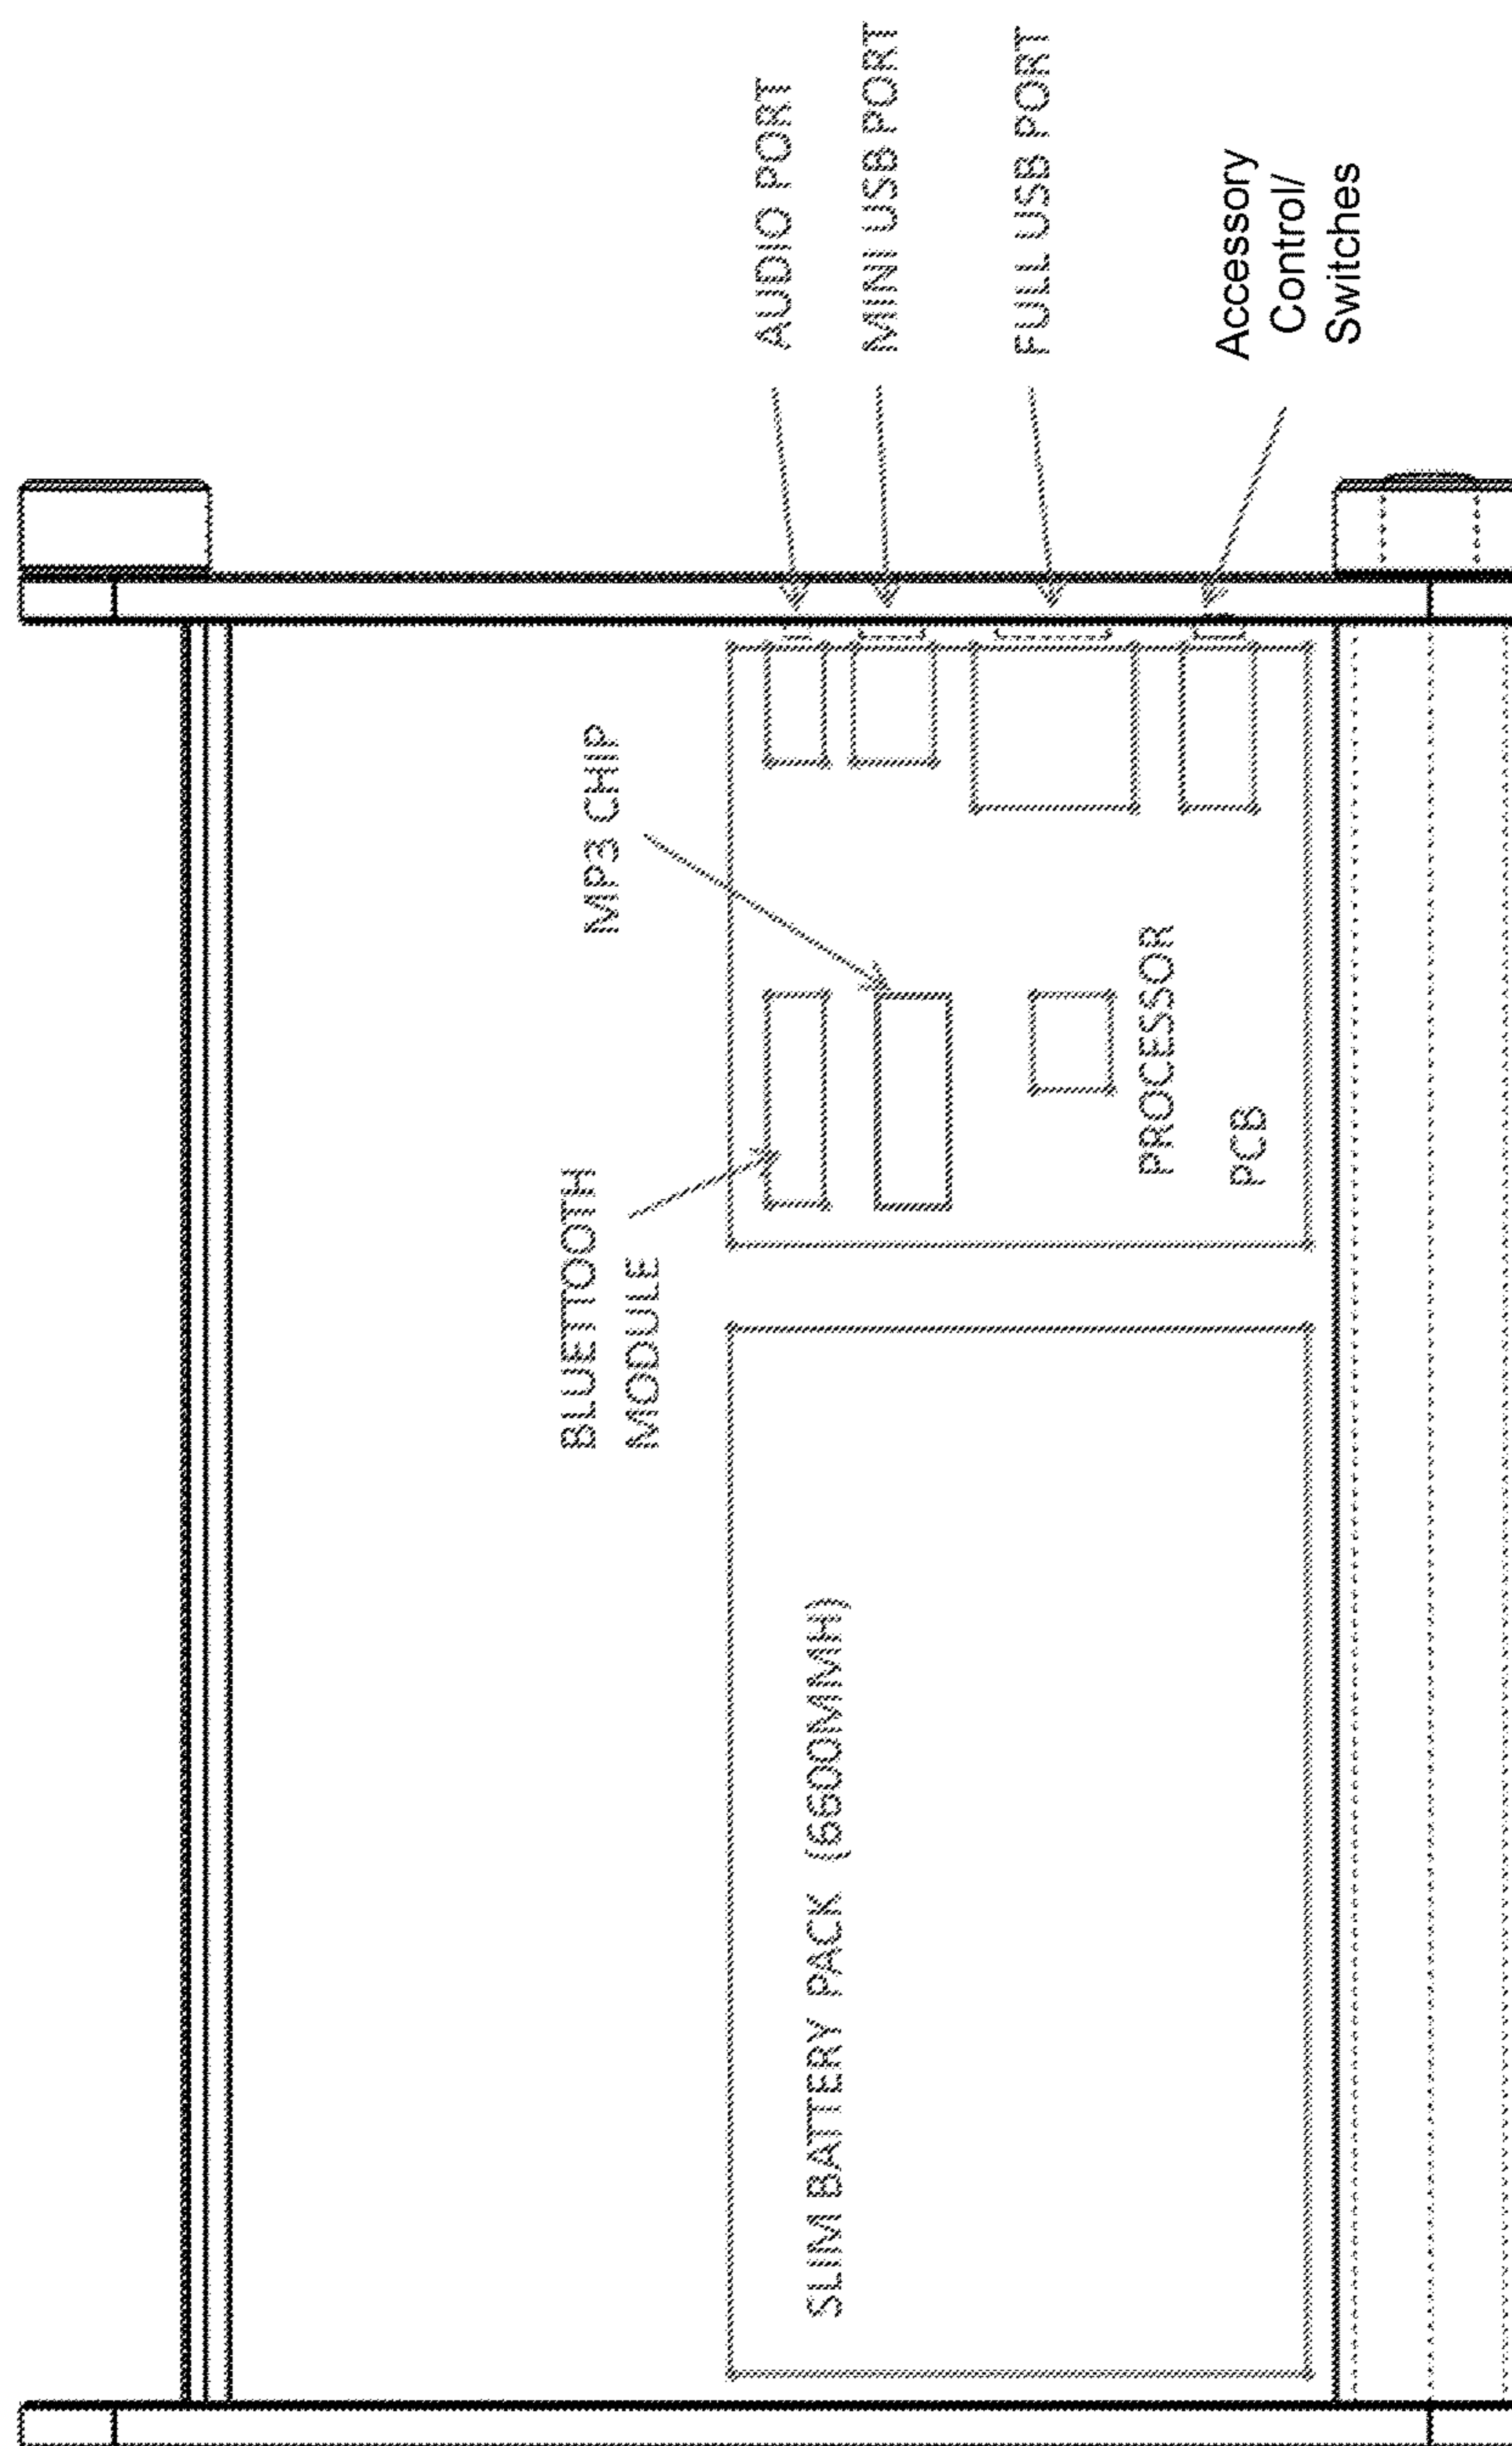 AUDIO PORT
MINI USB PORT
FULL USB PORT
Accessory
Control/
Switches
MP3 CHIP
BLUETTOOTH
MODULE
PROCESSOR
PCB
SLIM BATTERY PACK (6600MMH)